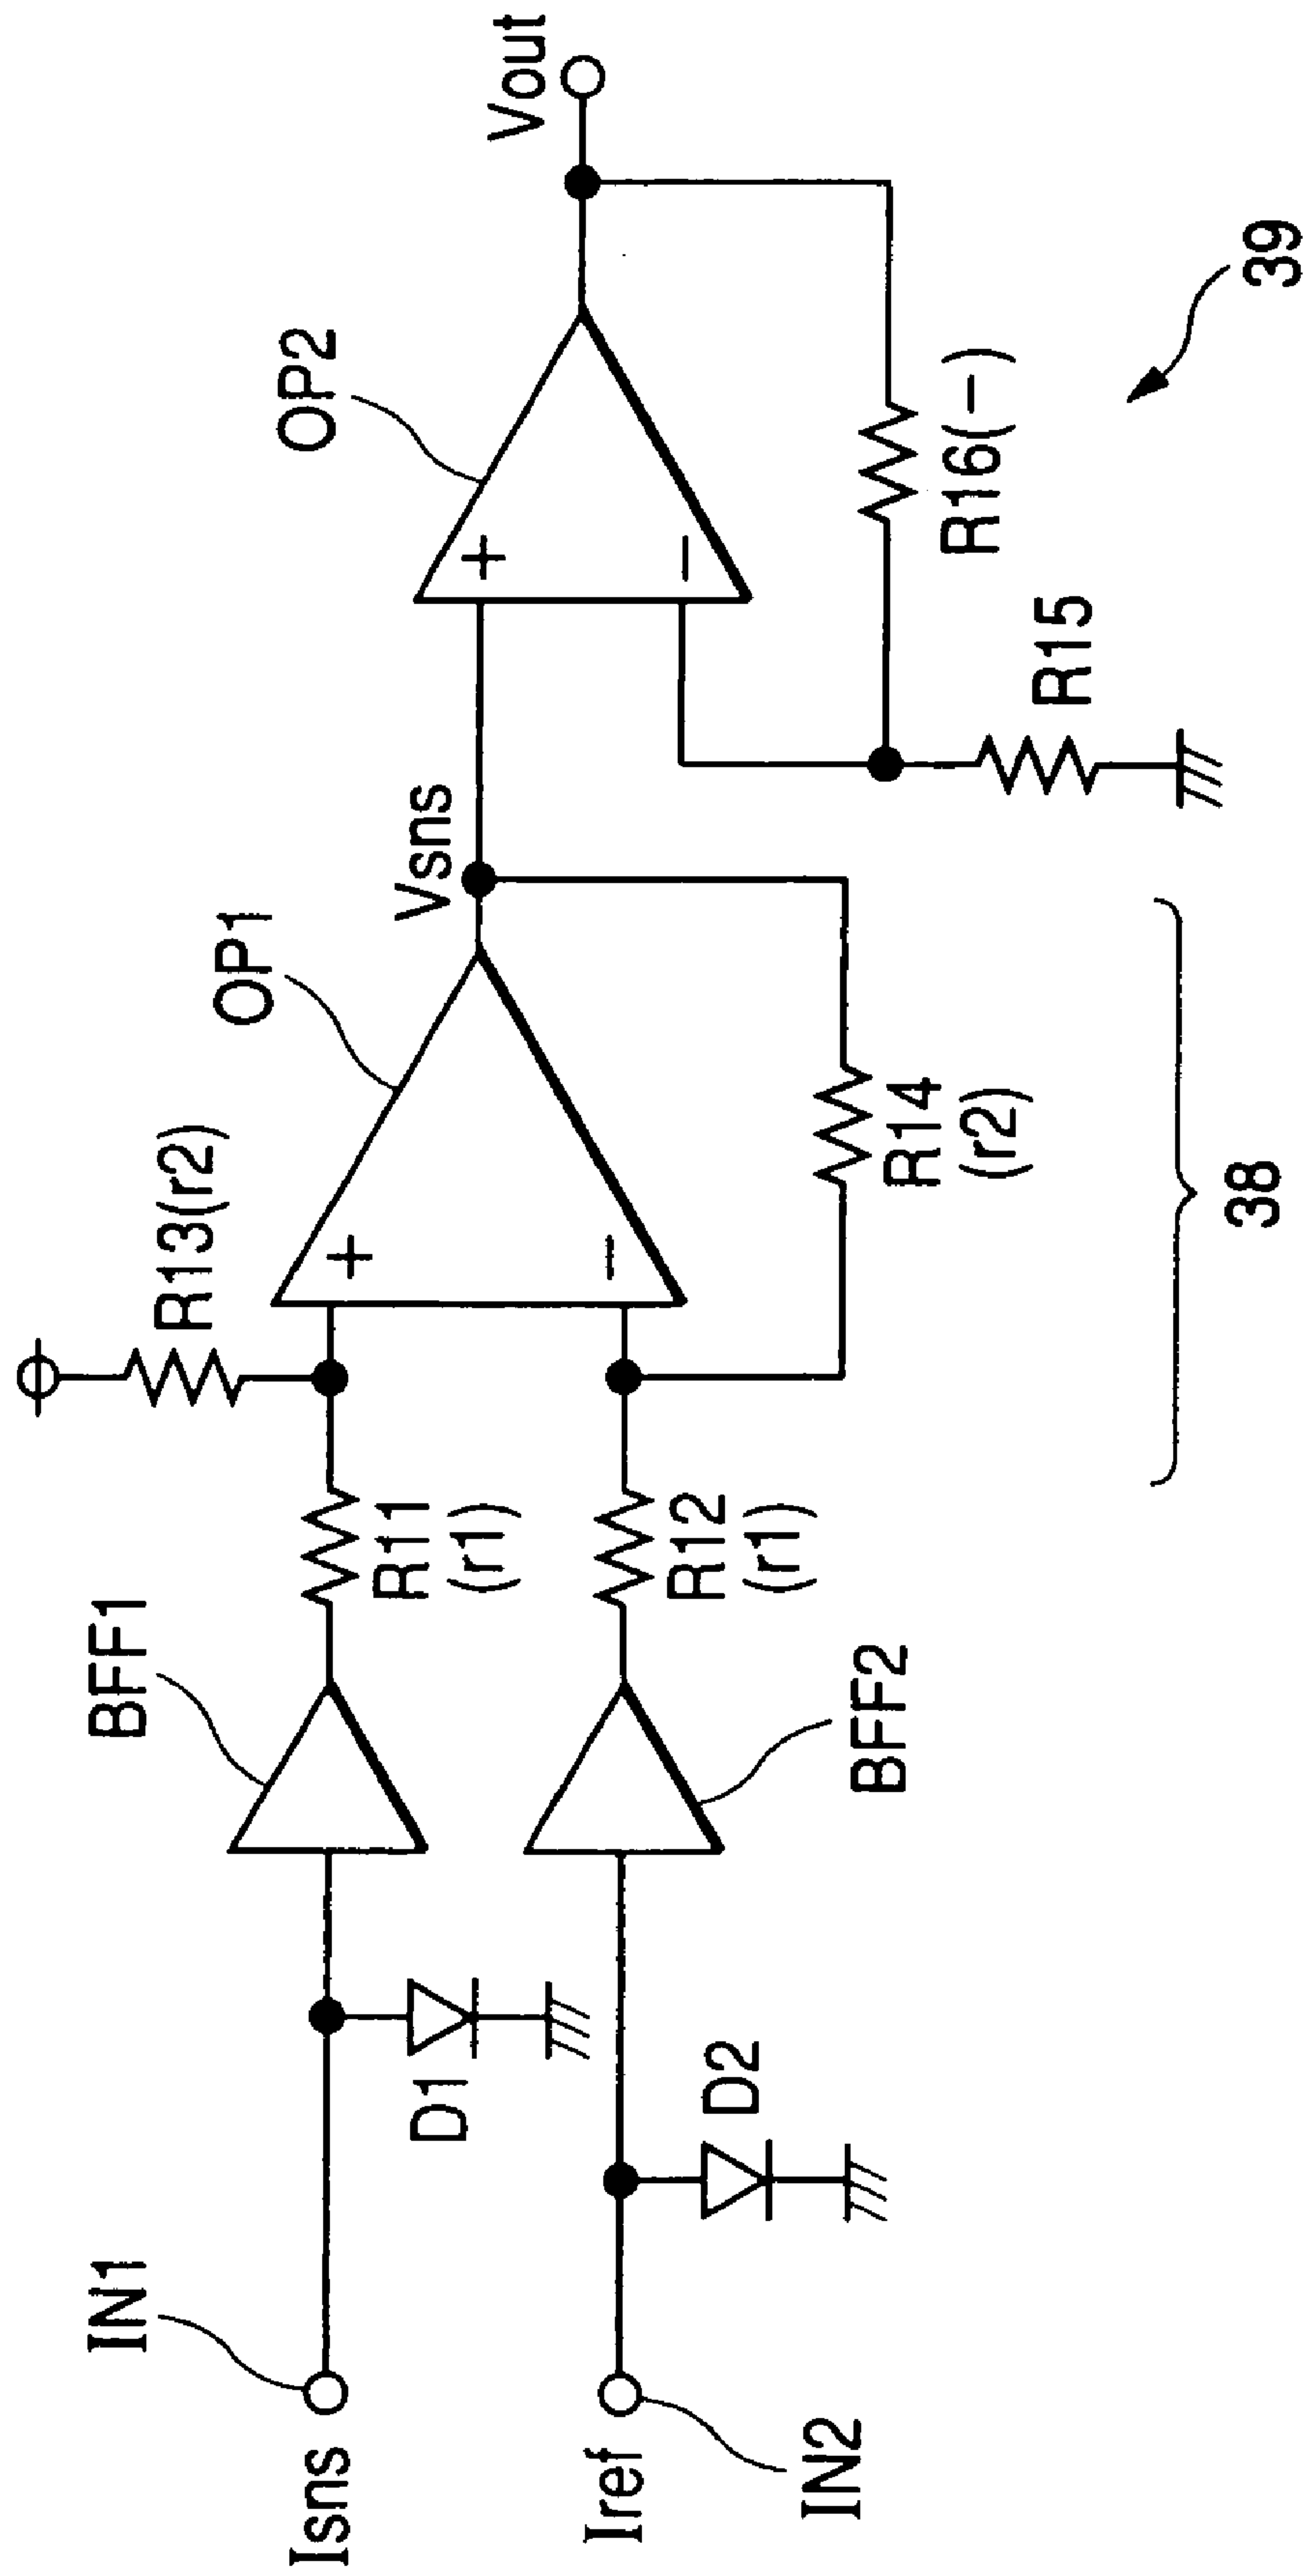 IN1
Isns
Iref
IN2
D1
D2
BFF1
BFF2
R11
(r1)
R12
(r1)
R13(r2)
OP1
+
−
R14
(r2)
38
Vsns
OP2
+
−
R15
R16(−)
Vout
39